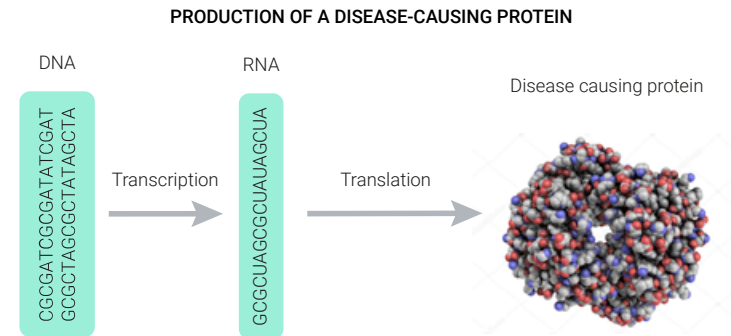 PRODUCTION OF A DISEASE-CAUSING PROTEIN
DNA
RNA
Disease causing protein
CGCGATCGCGATATCGAT
GCGCTAGCGCTATAGCTA
Transcription
GCGCUAGCGCUAUAGCUA
Translation